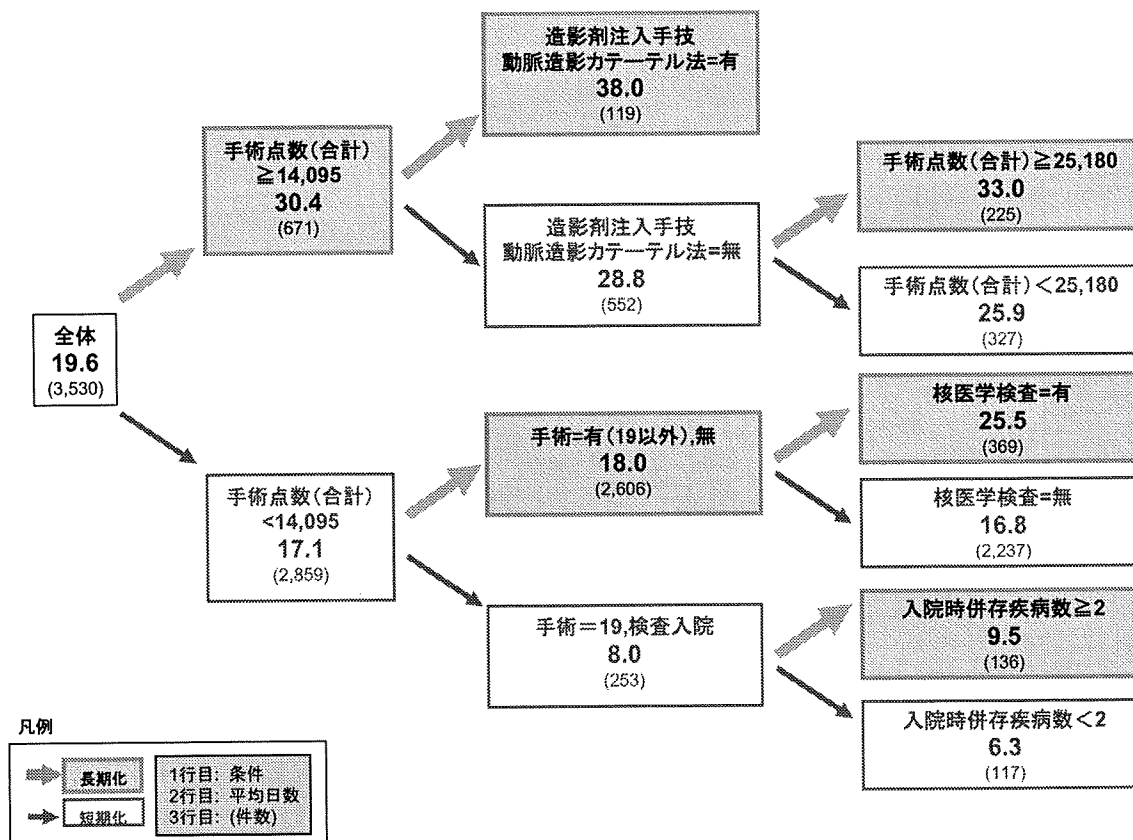 造影剤注入手技
動脈造影カテーテル法=有
38.0
(119)
手術点数(合計)
≧14,095
30.4
(671)
造影剤注入手技
動脈造影カテーテル法=無
28.8
(552)
手術点数(合計)≧25,180
33.0
(225)
手術点数(合計)<25,180
25.9
(327)
全体
19.6
(3,530)
手術点数(合計)
<14,095
17.1
(2,859)
手術=有(19以外),無
18.0
(2,606)
核医学検査=有
25.5
(369)
核医学検査=無
16.8
(2,237)
手術=19,検査入院
8.0
(253)
入院時併存疾病数≧2
9.5
(136)
入院時併存疾病数<2
6.3
(117)
凡例
長期化
短期化
1行目: 条件
2行目: 平均日数
3行目: (件数)